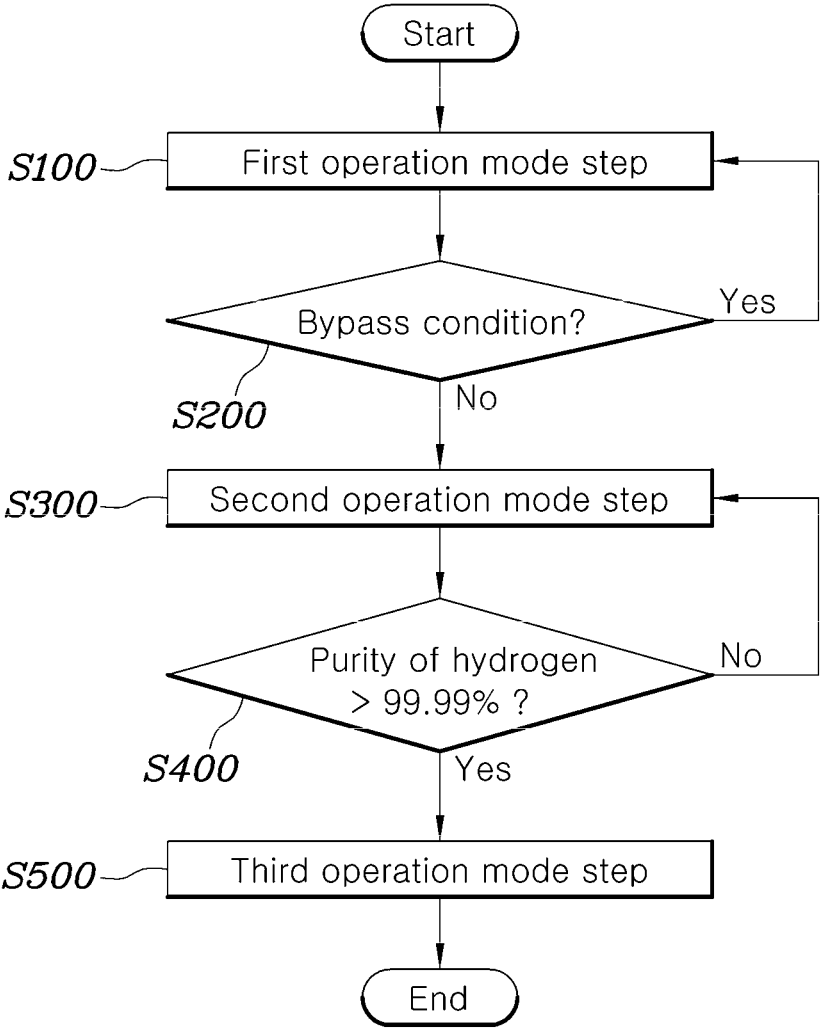 Start
S100
First operation mode step
Bypass condition?
Yes
S200
No
S300
Second operation mode step
Purity of hydrogen
> 99.99% ?
No
S400
Yes
S500
Third operation mode step
End